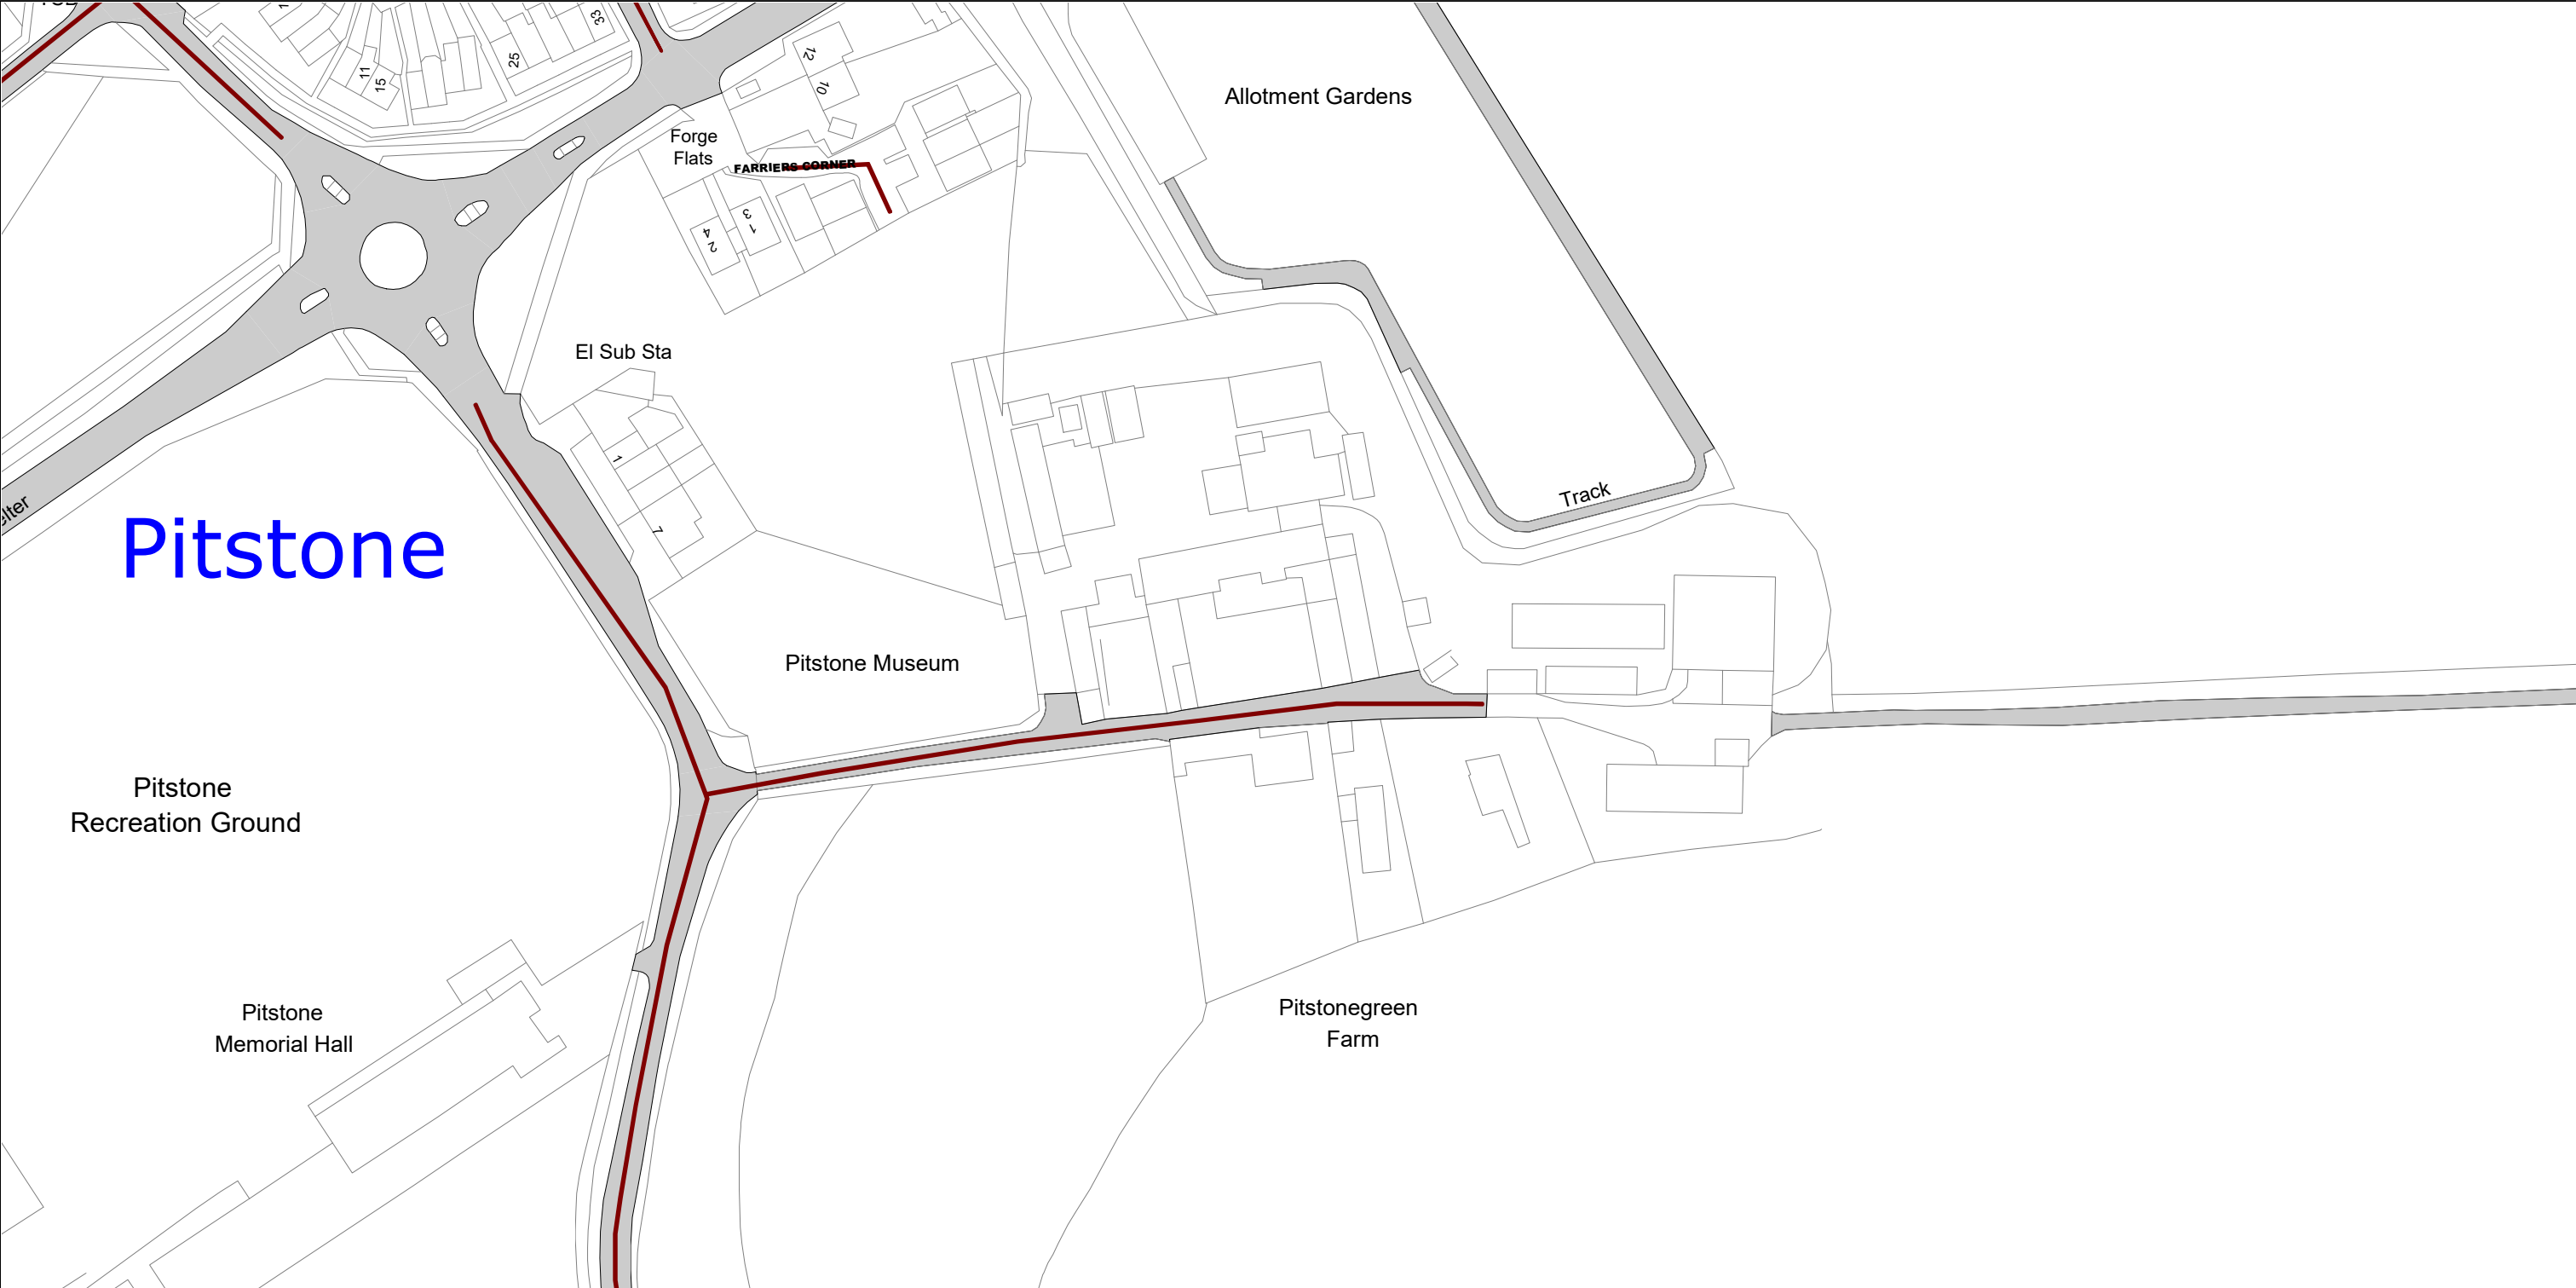 33
25
11
15
12
10
Allotment Gardens
Forge
Flats
FARRIERS CORNER
3
1
4
2
El Sub Sta
1
7
Track
Pitstone
Pitstone Museum
Pitstone
Recreation Ground
Pitstone
Memorial Hall
Pitstonegreen
Farm